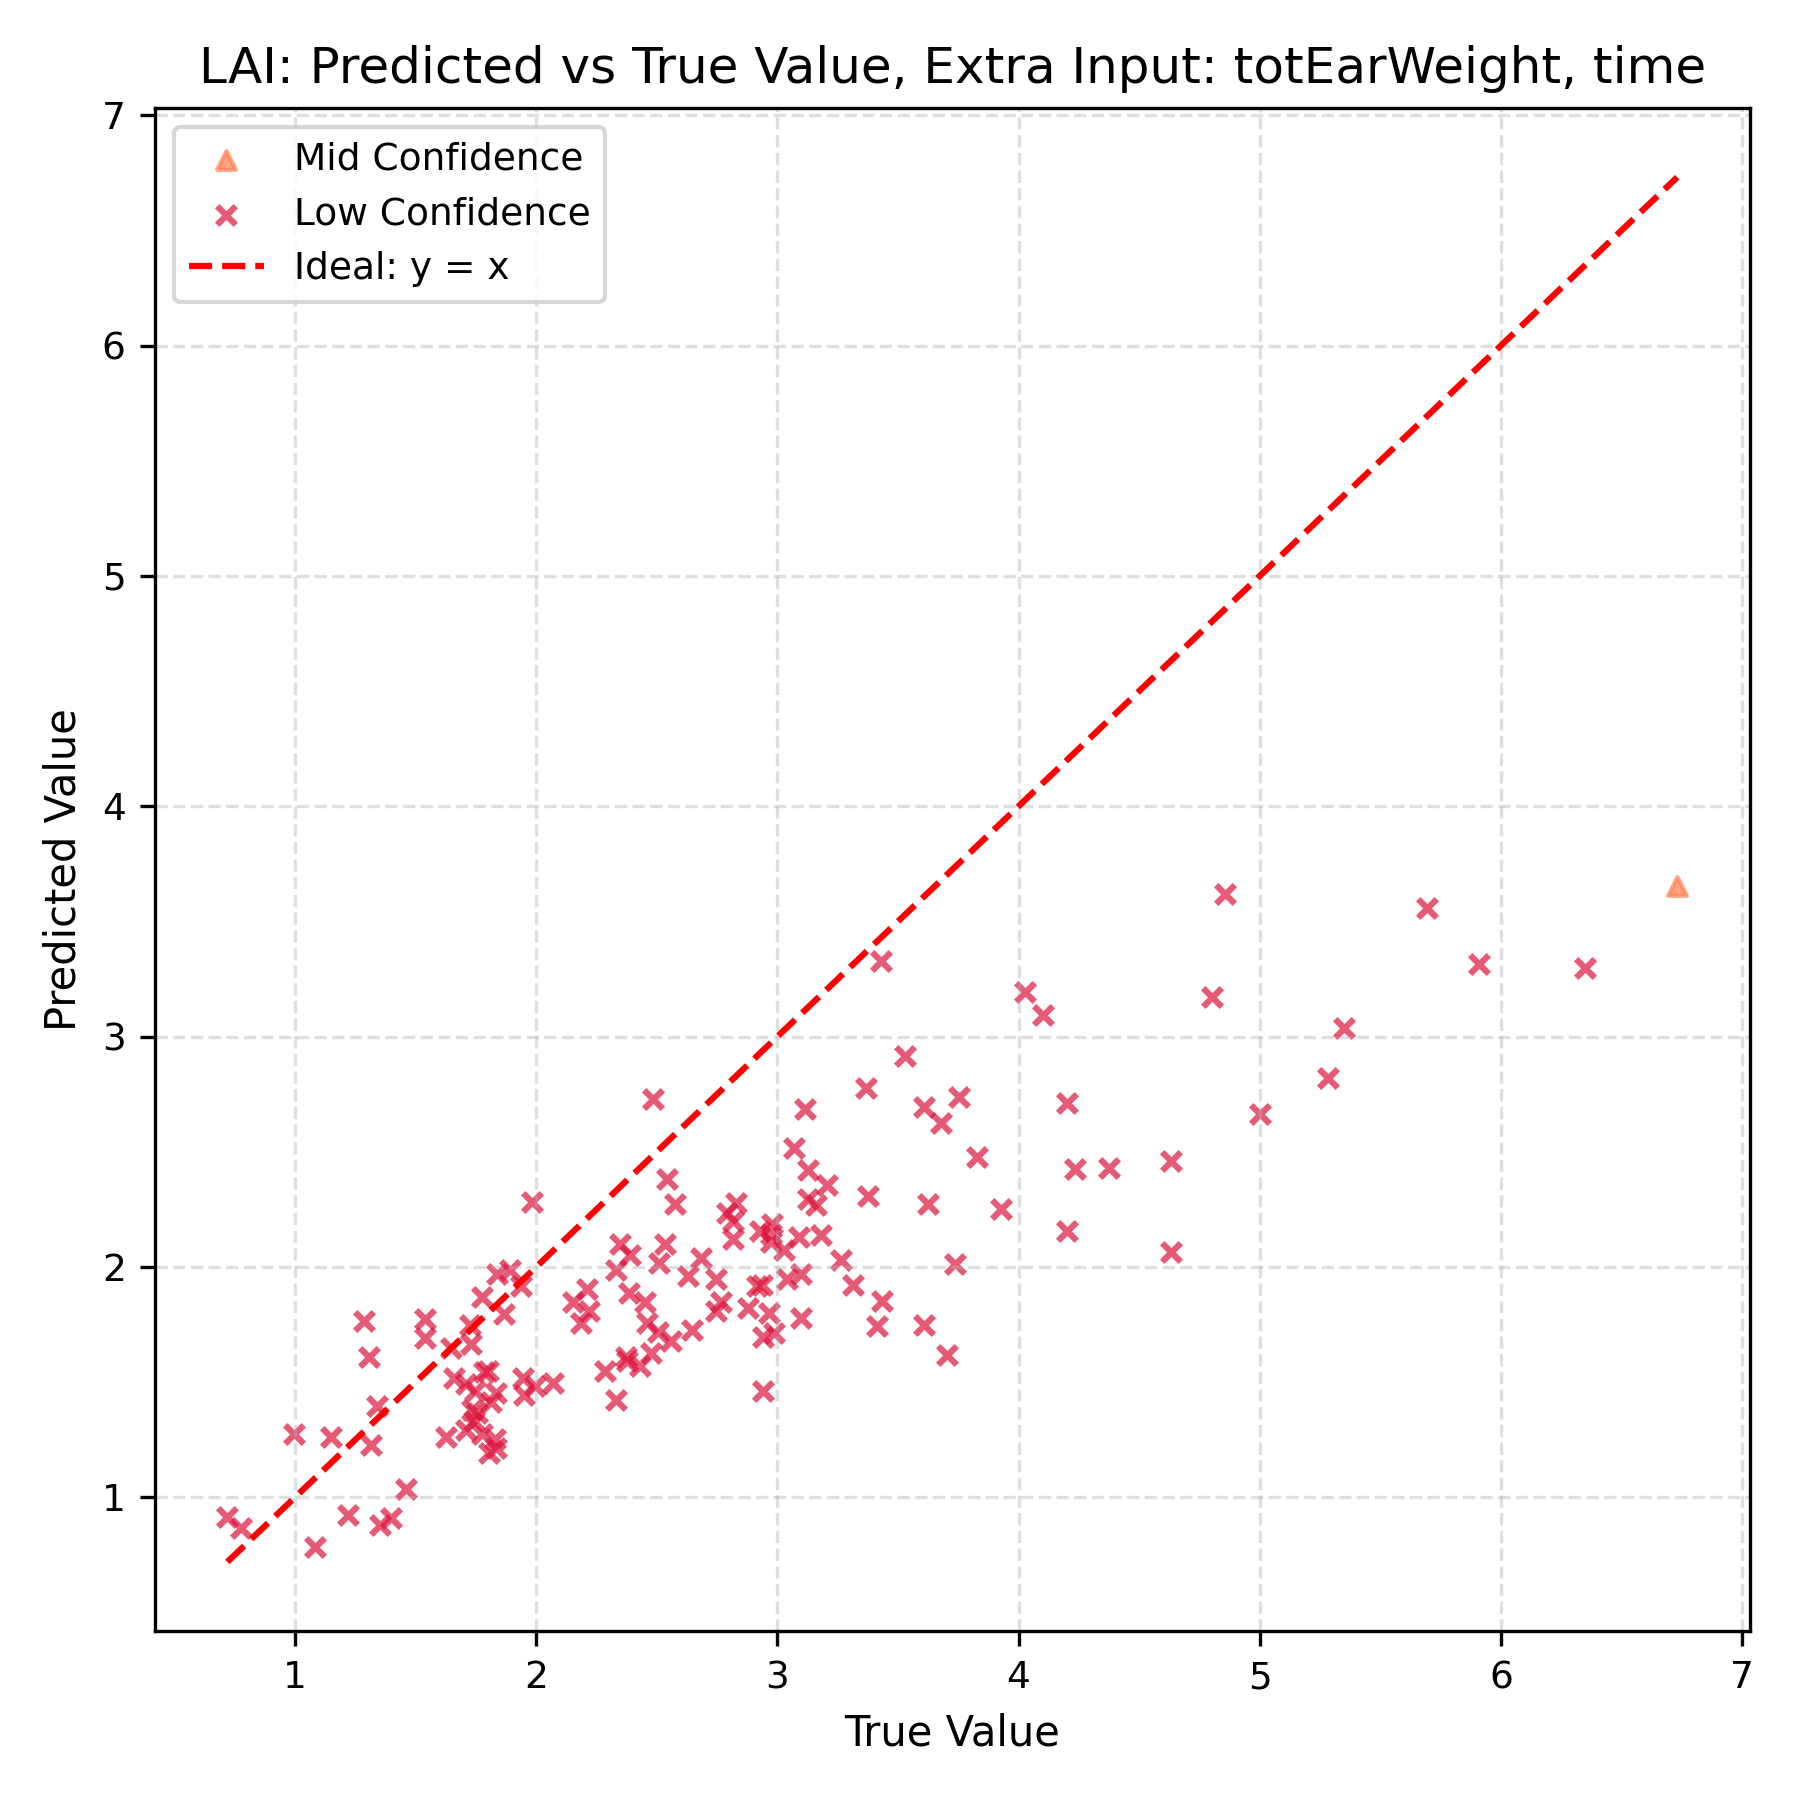 LAI: Predicted vs True Value, Extra Input: totEarWeight, time
7
6
5
4
3
2
1
Mid Confidence
Low Confidence
Ideal: y = x
Predicted Value
1 2 3 4 5 6 7
True Value